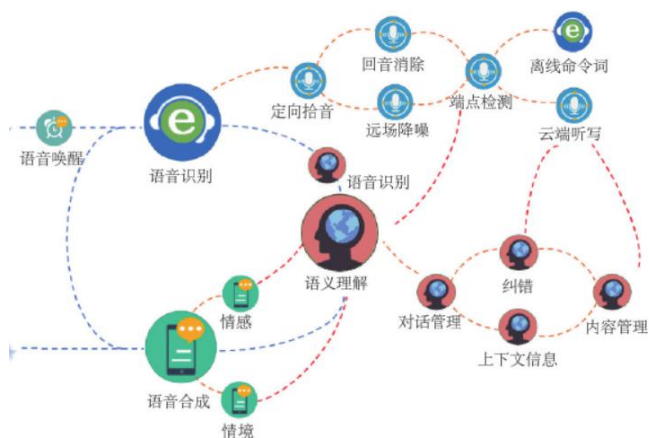 回音消除
离线命令词
定向拾音
端点检测
远场降噪
云端听写
语音唤醒
语音识别
语音识别
语义理解
纠错
情感
对话管理
内容管理
上下文信息
语音合成
情境